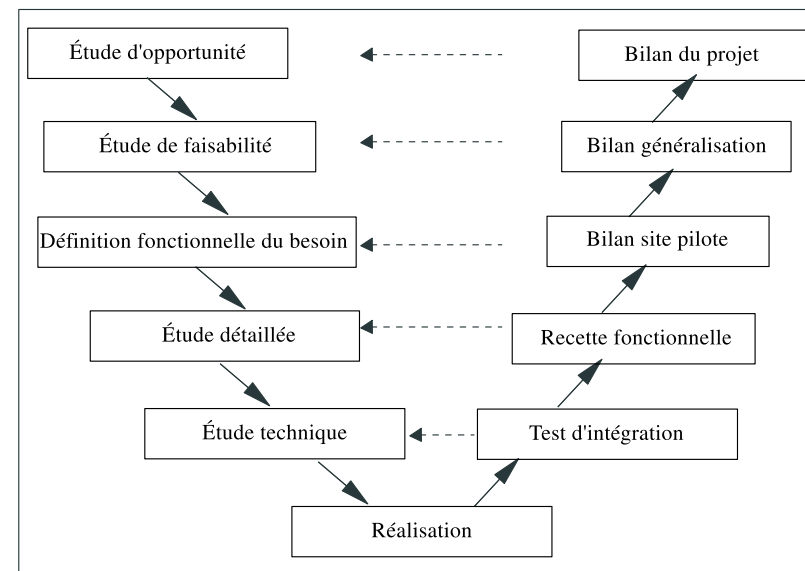 Étude d'opportunité
Bilan du projet
Étude de faisabilité
Bilan généralisation
Définition fonctionnelle du besoin
Bilan site pilote
Étude détaillée
Recette fonctionnelle
Étude technique
Test d'intégration
Réalisation